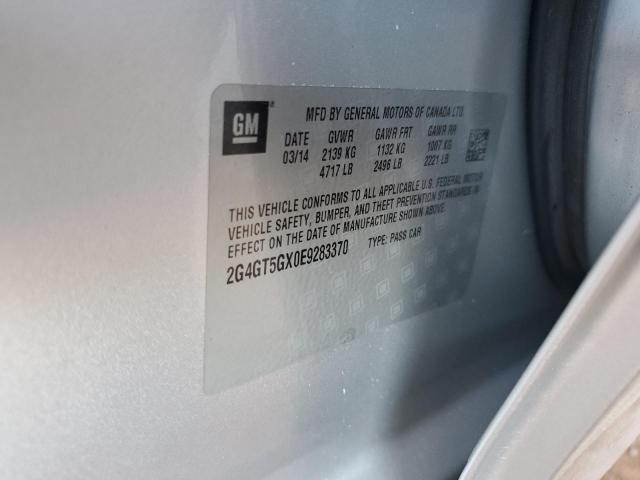 GM
MFD BY GENERAL MOTORS OF CANADA LTD.
DATE GVWR GAWR FRT GAWR RR
03/14 2139 KG 1132 KG 1007 KG
4717 LB 2496 LB 2221 LB
THIS VEHICLE CONFORMS TO ALL APPLICABLE U.S. FEDERAL MOTOR
VEHICLE SAFETY, BUMPER, AND THEFT PREVENTION STANDARDS IN
EFFECT ON THE DATE OF MANUFACTURE SHOWN ABOVE.
2G4GT5GX0E9283370 TYPE: PASS CAR